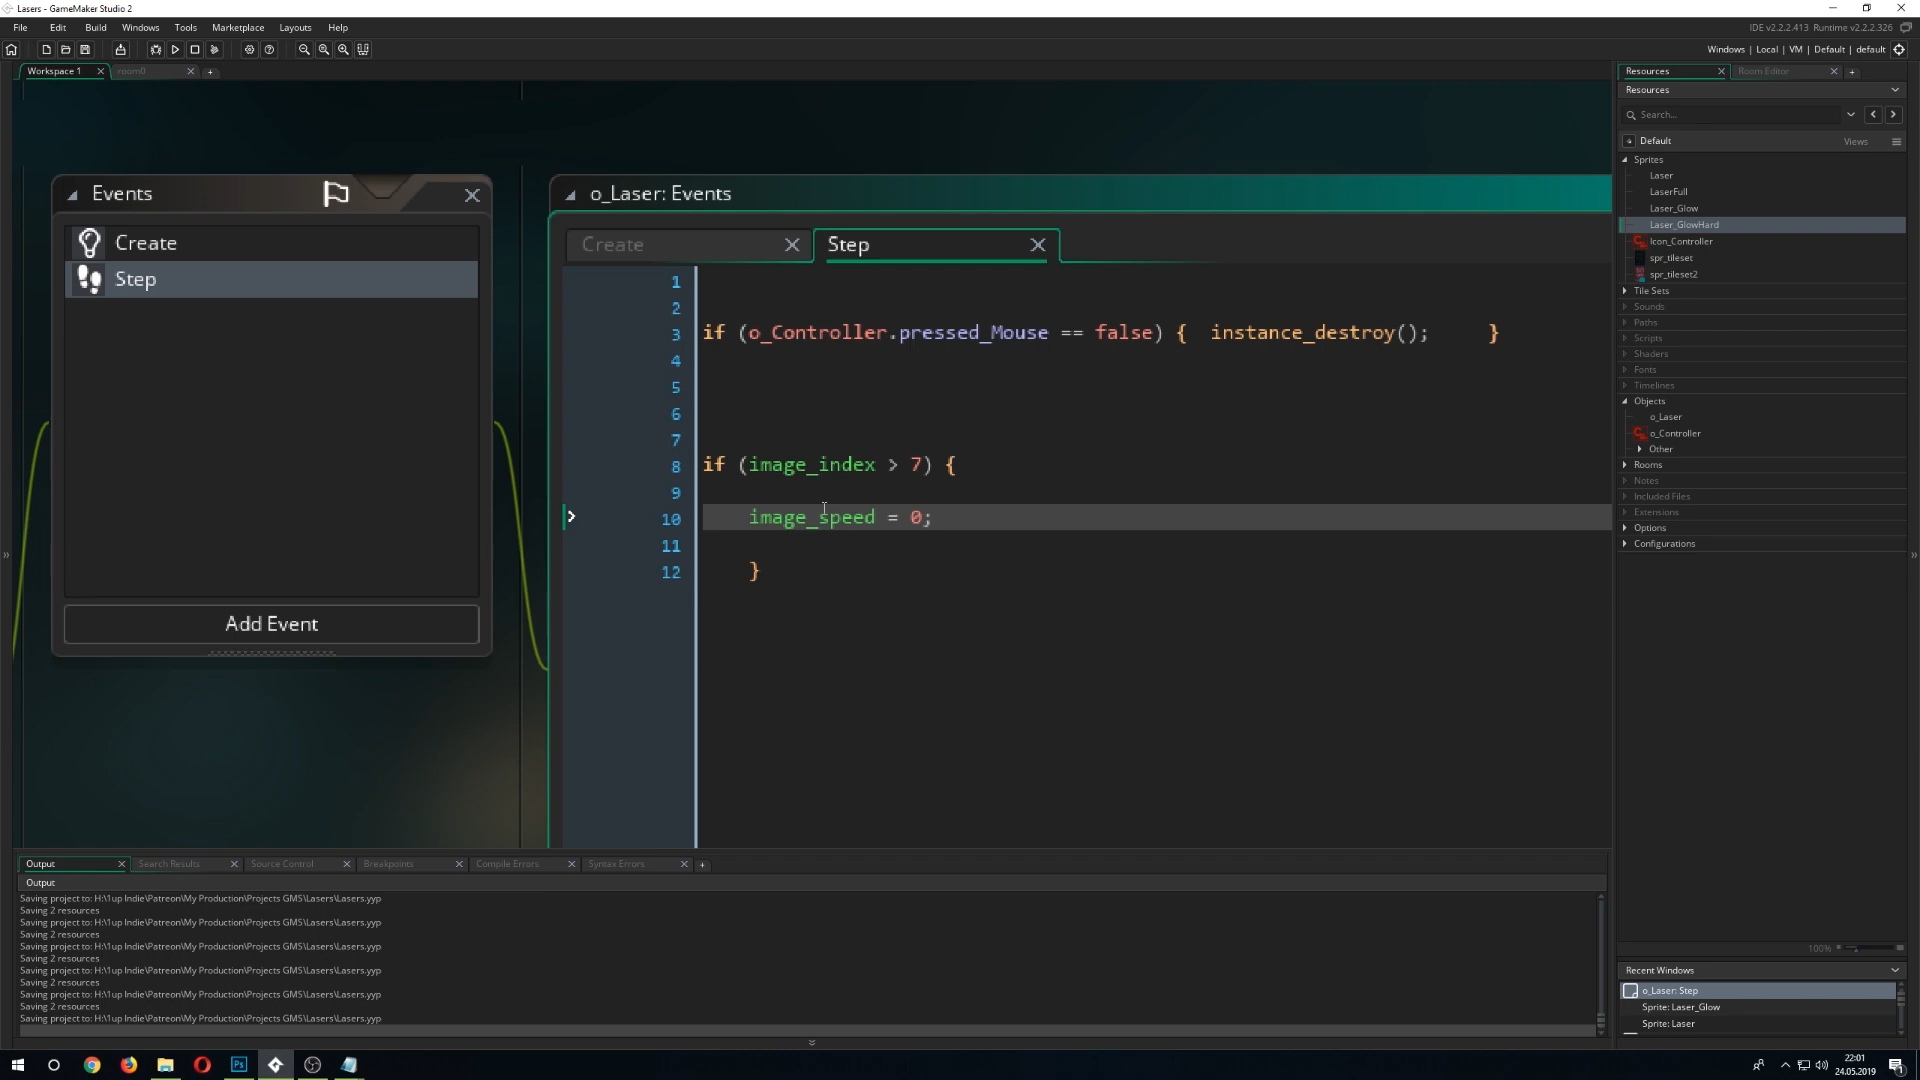 Lasers - GameMaker Studio 2
File Edit Build Windows Tools Marketplace Layouts Help
IDE v2.2.2.413 Runtime v2.2.2.326
Windows | Local | VM | Default | default
Workspace 1
room0
Resources
Room Editor
Resources
Search...
Default
Views
Sprites
Laser
LaserFull
Laser_Glow
Laser_GlowHard
Icon_Controller
spr_tileset
spr_tileset2
Tile Sets
Sounds
Paths
Scripts
Shaders
Fonts
Timelines
Objects
o_Laser
o_Controller
Other
Rooms
Notes
Included Files
Extensions
Options
Configurations
100%
Recent Windows
o_Laser: Step
Sprite: Laser_Glow
Sprite: Laser
Events
Create
Step
Add Event
o_Laser: Events
Create
Step
1
2
3 if (o_Controller.pressed_Mouse == false) { instance_destroy(); }
4
5
6
7
8 if (image_index > 7) {
9
10 image_speed = 0;
11
12 }
Output Search Results Source Control Breakpoints Compile Errors Syntax Errors
Output
Saving project to: H:\1up Indie\Patreon\My Production\Projects GMS\Lasers\Lasers.yyp
Saving 2 resources
Saving project to: H:\1up Indie\Patreon\My Production\Projects GMS\Lasers\Lasers.yyp
Saving 2 resources
Saving project to: H:\1up Indie\Patreon\My Production\Projects GMS\Lasers\Lasers.yyp
Saving 2 resources
Saving project to: H:\1up Indie\Patreon\My Production\Projects GMS\Lasers\Lasers.yyp
Saving 2 resources
Saving project to: H:\1up Indie\Patreon\My Production\Projects GMS\Lasers\Lasers.yyp
Saving 2 resources
Saving project to: H:\1up Indie\Patreon\My Production\Projects GMS\Lasers\Lasers.yyp
Ps
22:01
24.05.2019